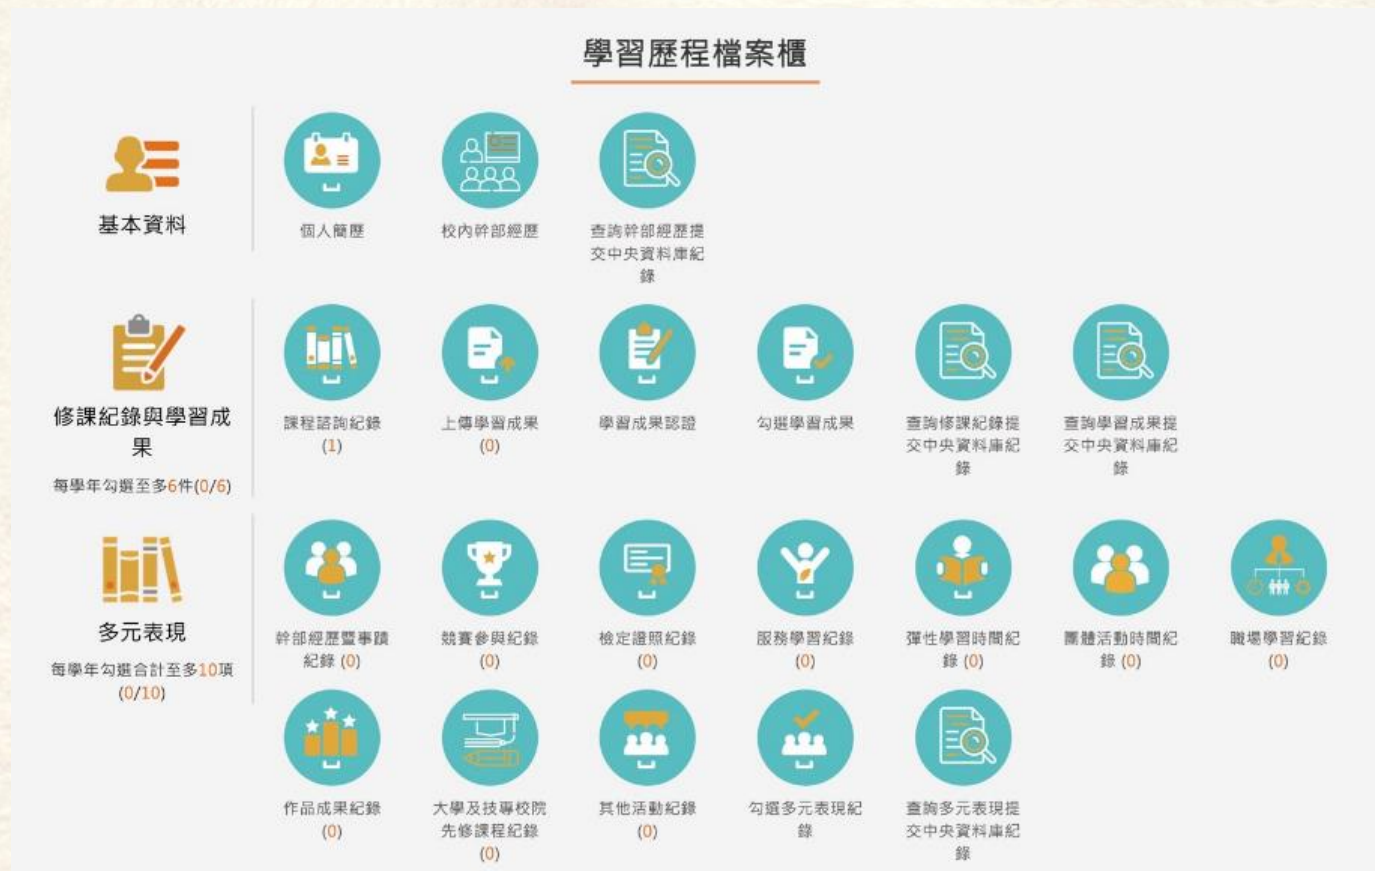 學習歷程檔案櫃
基本資料
個人簡歷
校內幹部經歷
查詢幹部經歷提
交中央資料庫紀
錄
修課紀錄與學習成
果
每學年勾選至多6件(0/6)
課程諮詢紀錄
(1)
上傳學習成果
(0)
學習成果認證
勾選學習成果
查詢修課紀錄提
交中央資料庫紀
錄
查詢學習成果提
交中央資料庫紀
錄
多元表現
每學年勾選合計至多10項
(0/10)
幹部經歷暨事蹟
紀錄 (0)
競賽參與紀錄
(0)
檢定證照紀錄
(0)
服務學習紀錄
(0)
彈性學習時間紀
錄 (0)
團體活動時間紀
錄 (0)
職場學習紀錄
(0)
作品成果紀錄
(0)
大學及技專校院
先修課程紀錄
(0)
其他活動紀錄
(0)
勾選多元表現紀
錄
查詢多元表現提
交中央資料庫紀
錄